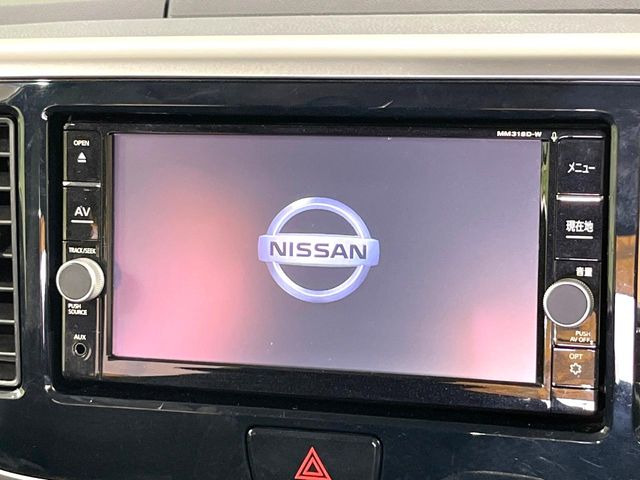 MM318D-W
OPEN
AV
TRACK/SEEK
PUSH
SOURCE
AUX
NISSAN
メニュー
現在地
音量
PUSH
AV OFF
OPT